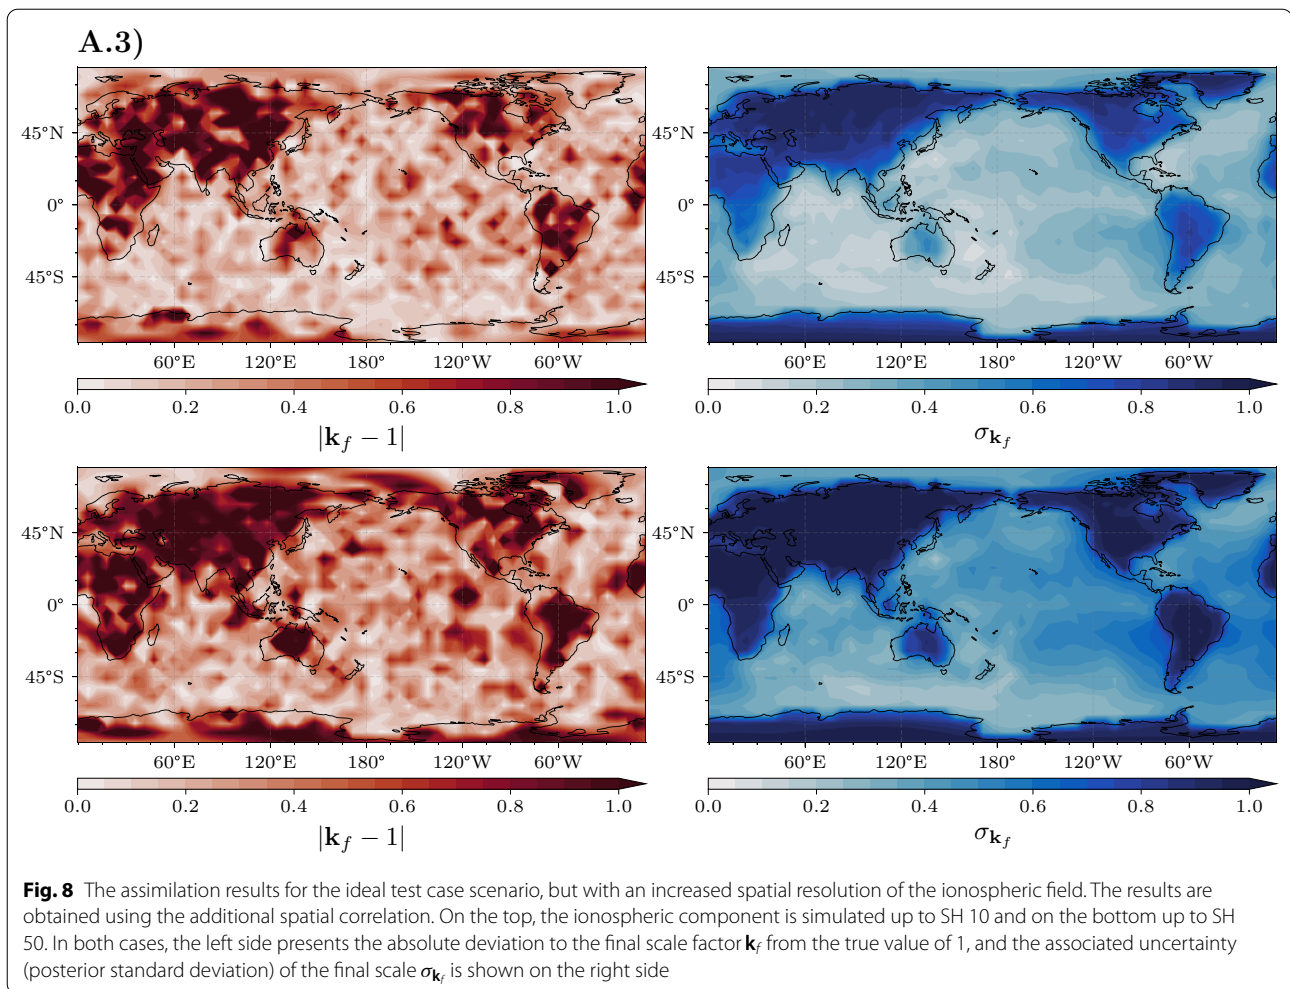 A.3)
45°N
0°
45°S
60°E 120°E 180° 120°W 60°W
60°E 120°E 180° 120°W 60°W
0.0 0.2 0.4 0.6 0.8 1.0
0.0 0.2 0.4 0.6 0.8 1.0
|𝐤_f − 1|
σ_𝐤_f
45°N
0°
45°S
45°N
0°
45°S
45°N
0°
45°S
60°E 120°E 180° 120°W 60°W
60°E 120°E 180° 120°W 60°W
0.0 0.2 0.4 0.6 0.8 1.0
0.0 0.2 0.4 0.6 0.8 1.0
|𝐤_f − 1|
σ_𝐤_f
Fig. 8 The assimilation results for the ideal test case scenario, but with an increased spatial resolution of the ionospheric field. The results are
obtained using the additional spatial correlation. On the top, the ionospheric component is simulated up to SH 10 and on the bottom up to SH
50. In both cases, the left side presents the absolute deviation to the final scale factor 𝐤_f from the true value of 1, and the associated uncertainty
(posterior standard deviation) of the final scale σ_𝐤_f is shown on the right side